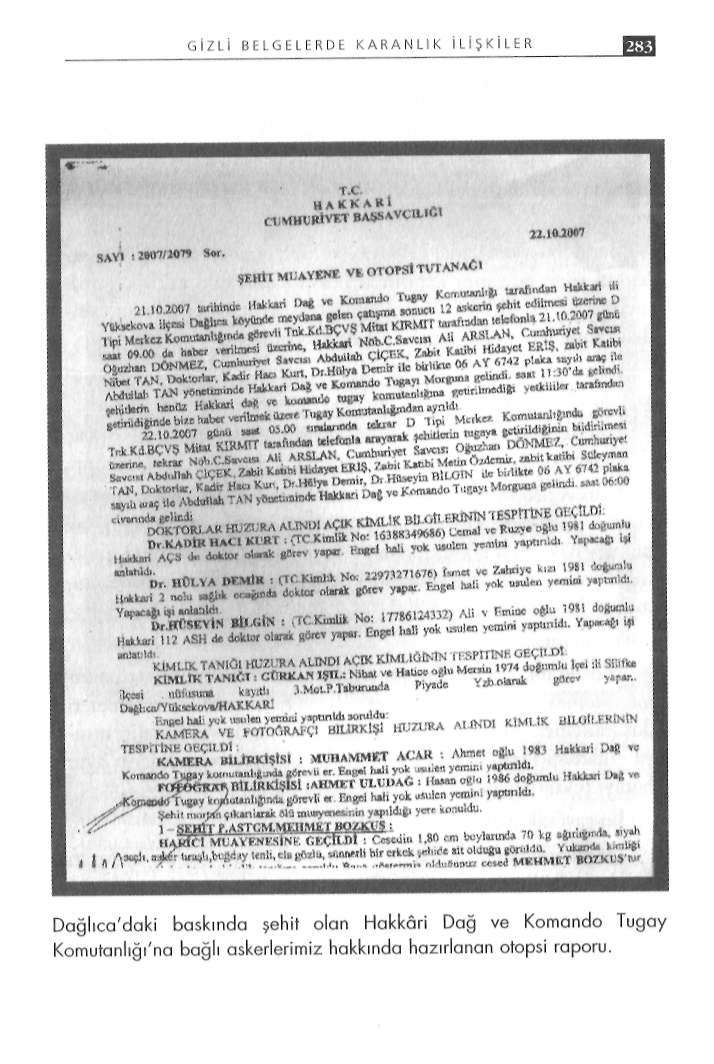 GİZLİ BELGELERDE KARANLIK İLİŞKİLER 283
T.C.
HAKKARİ
CUMHURİYET BAŞSAVCILIĞI
22.10.2007
SAYI : 2007/2079 Sor.
ŞEHİT MUAYENE VE OTOPSİ TUTANAĞI
21.10.2007 tarihinde Hakkari Dağ ve Komando Tugay Komutanlığı tarafından Hakkari ili
Yüksekova ilçesi Dağlıca köyünde meydana gelen çatışma sonucu 12 askerin şehit edilmesi üzerine D
Tipi Merkez Komutanlığında görevli Tnk.Kd.BÇVŞ Mitat KIRMIT tarafından telefonla 21.10.2007 günü
saat 09.00 da haber verilmesi üzerine, Hakkari Nöb.C.Savcısı Ali ARSLAN, Cumhuriyet Savcısı
Oğuzhan DÖNMEZ, Cumhuriyet Savcısı Abdullah ÇİÇEK, Zabit Katibi Hidayet ERİŞ, zabit Katibi
Nibet TAN, Doktorlar, Kadir Hacı Kurt, Dr.Hülya Demir ile birlikte 06 AY 6742 plaka sayılı araç ile
Abdullah TAN yönetiminde Hakkari Dağ ve Komando Tugayı Morguna gelindi. saat 11:30'da gelindi.
şehitlerin henüz Hakkari dağ ve komando tugay komutanlığına getirilmediği yetkililer tarafından
getirildiğinde bize haber verilmek üzere Tugay Komutanlığından ayrıldı.
22.10.2007 günü saat 05.00 sıralarında tekrar D Tipi Merkez Komutanlığında görevli
Tnk.Kd.BÇVŞ Mitat KIRMIT tarafından telefonla arayarak şehitlerin tugaya getirildiğinin bildirilmesi
üzerine, tekrar Nöb.C.Savcısı Ali ARSLAN, Cumhuriyet Savcısı Oğuzhan DÖNMEZ, Cumhuriyet
Savcısı Abdullah ÇİÇEK, Zabit Katibi Hidayet ERİŞ, Zabit Katibi Metin Özdemir, zabit katibi Süleyman
TAN, Doktorlar, Kadir Hacı Kurt, Dr.Hülya Demir, Dr.Hüseyin BİLGİN ile birlikte 06 AY 6742 plaka
sayılı araç ile Abdullah TAN yönetiminde Hakkari Dağ ve Komando Tugayı Morguna gelindi. saat 06:00
civarında gelindi
DOKTORLAR HUZURA ALINDI AÇIK KİMLİK BİLGİLERİNİN TESPİTİNE GEÇİLDİ:
Dr.KADİR HACI KURT : (TC.Kimlik No: 16388349686) Cemal ve Ruzye oğlu 1981 doğumlu
Hakkari AÇS de doktor olarak görev yapar. Engel hali yok usulen yemini yaptırıldı. Yapacağı işi
anlatıldı.
Dr. HÜLYA DEMİR : (TC.Kimlik No: 22973271676) İsmet ve Zahriye kızı 1981 doğumlu
Hakkari 2 nolu sağlık ocağında doktor olarak görev yapar. Engel hali yok usulen yemini yaptırıldı.
Yapacağı işi anlatıldı.
Dr.HÜSEYİN BİLGİN : (TC.Kimlik No: 17786124332) Ali v Emine oğlu 1981 doğumlu
Hakkari 112 ASH de doktor olarak görev yapar. Engel hali yok usulen yemini yaptırıldı. Yapacağı işi
anlatıldı.
KİMLİK TANIĞI HUZURA ALINDI AÇIK KİMLİĞİNİN TESPİTİNE GEÇİLDİ:
KİMLİK TANIĞI : GÜRKAN IŞIL: Nibat ve Hatice oğlu Mersin 1974 doğumlu İçel ili Silifke
ilçesi nüfusuna kayıtlı 3.Mot.P.Taburunda Piyade Yzb.olarak görev yapar..
Dağlıca/Yüksekova/HAKKARİ
Engel hali yok usulen yemini yaptırıldı soruldu:
KAMERA VE FOTOĞRAFÇI BİLİRKİŞİ HUZURA ALINDI KİMLİK BİLGİLERİNİN
TESPİTİNE GEÇİLDİ :
KAMERA BİLİRKİŞİSİ : MUHAMMET ACAR : Ahmet oğlu 1983 Hakkari Dağ ve
Komando Tugay komutanlığında görevli er. Engel hali yok usulen yemini yaptırıldı.
FOTOĞRAF BİLİRKİŞİSİ :AHMET ULUDAĞ : Hasan oğlu 1986 doğumlu Hakkari Dağ ve
Komando Tugay komutanlığında görevli er. Engel hali yok usulen yemini yaptırıldı.
Şehit morgtan çıkarılarak ölü muayenesinin yapıldığı yere konuldu.
1 – ŞEHİT P.ASTGM.MEHMET BOZKUŞ :
HARİCİ MUAYENESİNE GEÇİLDİ : Cesedin 1,80 cm boylarında 70 kg ağırlığında, siyah
saçlı, asker tıraşlı,buğday tenli, ela gözlü, sünnetli bir erkek şehide ait olduğu görüldü. Yukarıda kimliği
olduğunuz cesed MEHMET BOZKUŞ'tur
Dağlıca'daki baskında şehit olan Hakkâri Dağ ve Komando Tugay
Komutanlığı'na bağlı askerlerimiz hakkında hazırlanan otopsi raporu.